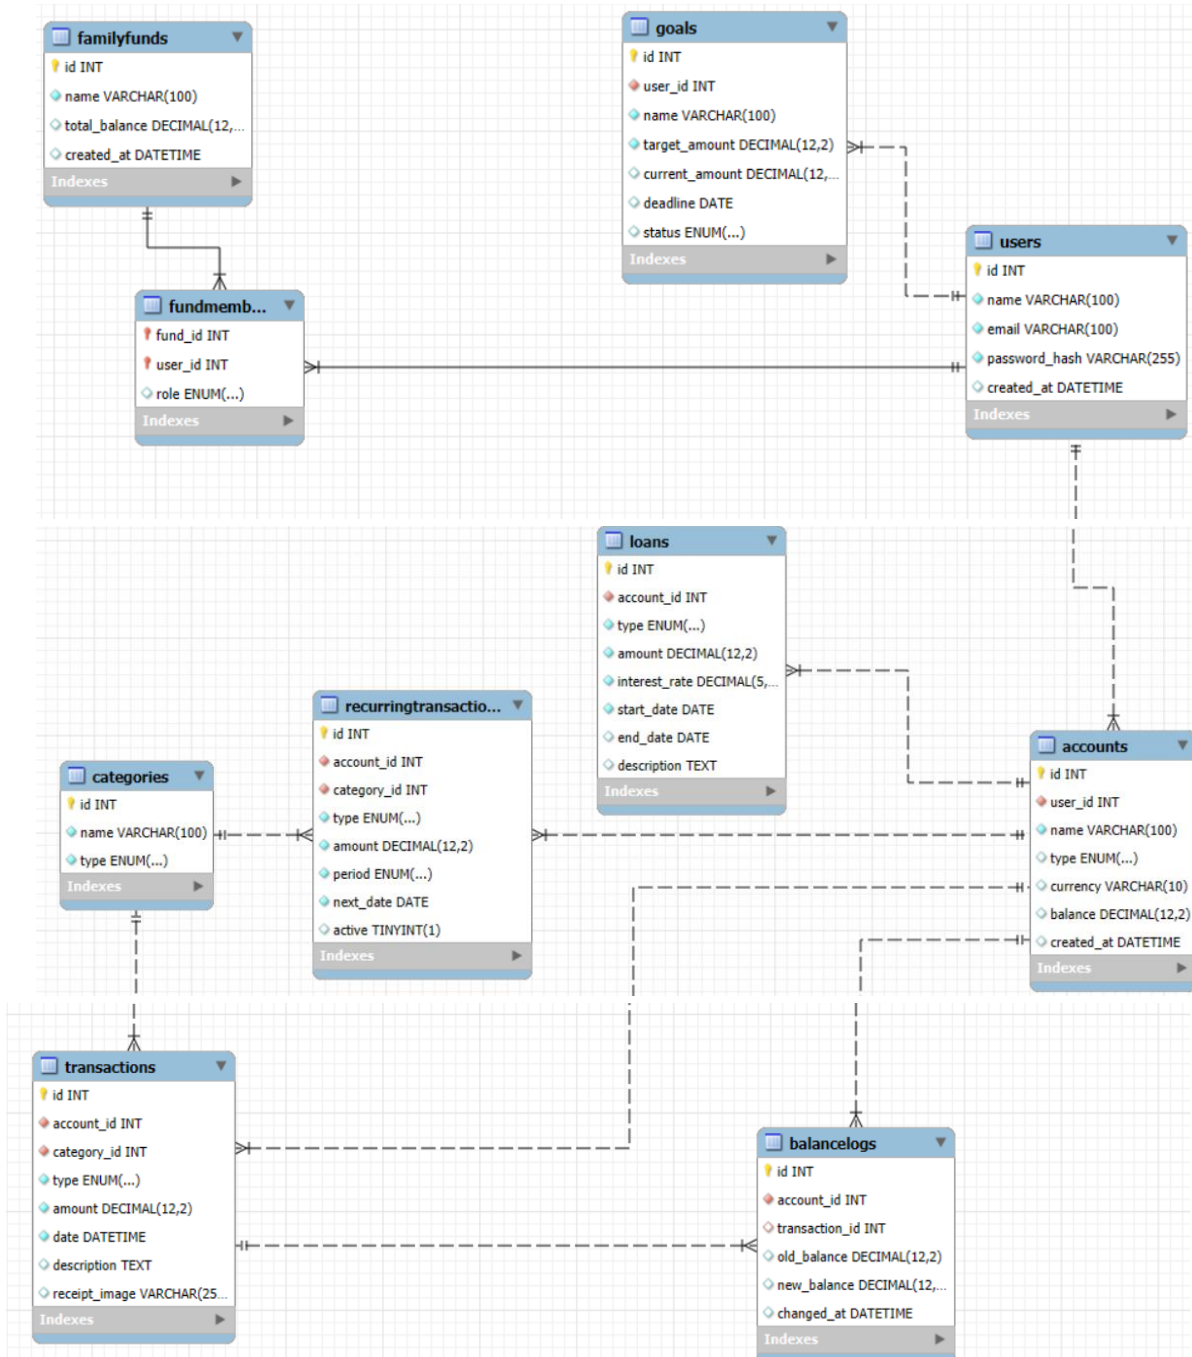 familyfunds
id INT
name VARCHAR(100)
total_balance DECIMAL(12,...
created_at DATETIME
Indexes
goals
id INT
user_id INT
name VARCHAR(100)
target_amount DECIMAL(12,2)
current_amount DECIMAL(12,...
deadline DATE
status ENUM(...)
Indexes
users
id INT
name VARCHAR(100)
email VARCHAR(100)
password_hash VARCHAR(255)
created_at DATETIME
Indexes
fundmemb...
fund_id INT
user_id INT
role ENUM(...)
Indexes
loans
id INT
account_id INT
type ENUM(...)
amount DECIMAL(12,2)
interest_rate DECIMAL(5,...
start_date DATE
end_date DATE
description TEXT
Indexes
recurringtransactio...
id INT
account_id INT
category_id INT
type ENUM(...)
amount DECIMAL(12,2)
period ENUM(...)
next_date DATE
active TINYINT(1)
Indexes
categories
id INT
name VARCHAR(100)
type ENUM(...)
Indexes
accounts
id INT
user_id INT
name VARCHAR(100)
type ENUM(...)
currency VARCHAR(10)
balance DECIMAL(12,2)
created_at DATETIME
Indexes
transactions
id INT
account_id INT
category_id INT
type ENUM(...)
amount DECIMAL(12,2)
date DATETIME
description TEXT
receipt_image VARCHAR(25...
Indexes
balancelogs
id INT
account_id INT
transaction_id INT
old_balance DECIMAL(12,2)
new_balance DECIMAL(12,...
changed_at DATETIME
Indexes